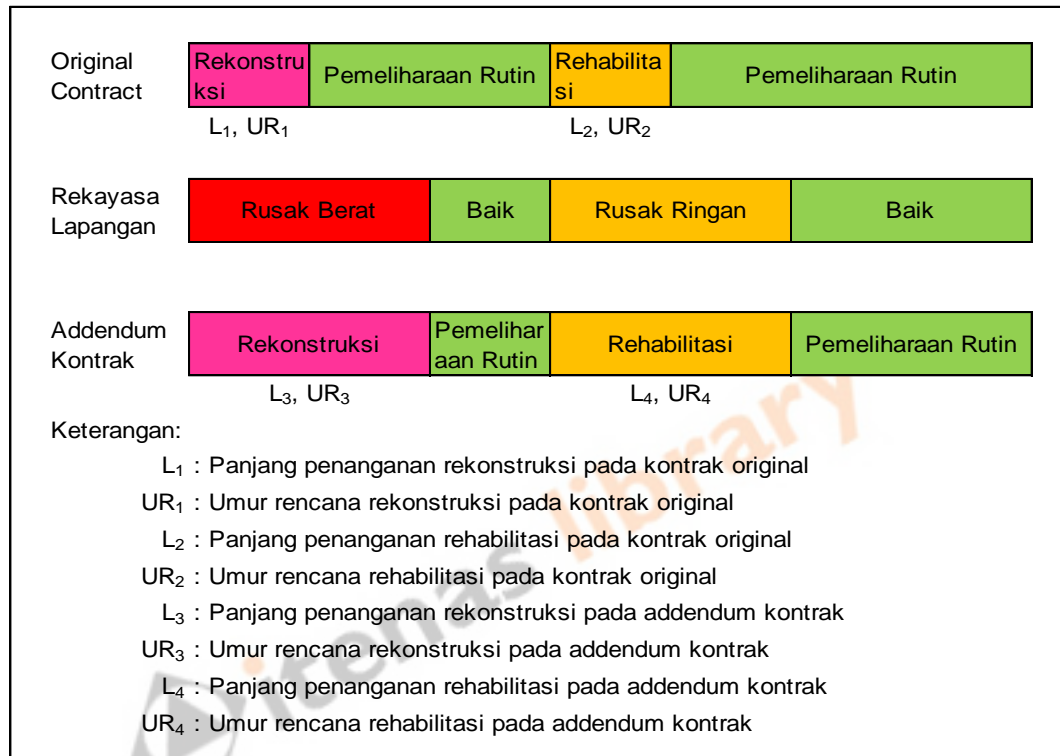 Original
Contract
Rekonstru
ksi
Pemeliharaan Rutin
Rehabilita
si
Pemeliharaan Rutin
L₁, UR₁
L₂, UR₂
Rekayasa
Lapangan
Rusak Berat
Baik
Rusak Ringan
Baik
Addendum
Kontrak
Rekonstruksi
Pemelihar
aan Rutin
Rehabilitasi
Pemeliharaan Rutin
L₃, UR₃
L₄, UR₄
Keterangan:
L₁ : Panjang penanganan rekonstruksi pada kontrak original
UR₁ : Umur rencana rekonstruksi pada kontrak original
L₂ : Panjang penanganan rehabilitasi pada kontrak original
UR₂ : Umur rencana rehabilitasi pada kontrak original
L₃ : Panjang penanganan rekonstruksi pada addendum kontrak
UR₃ : Umur rencana rekonstruksi pada addendum kontrak
L₄ : Panjang penanganan rehabilitasi pada addendum kontrak
UR₄ : Umur rencana rehabilitasi pada addendum kontrak
itenas library